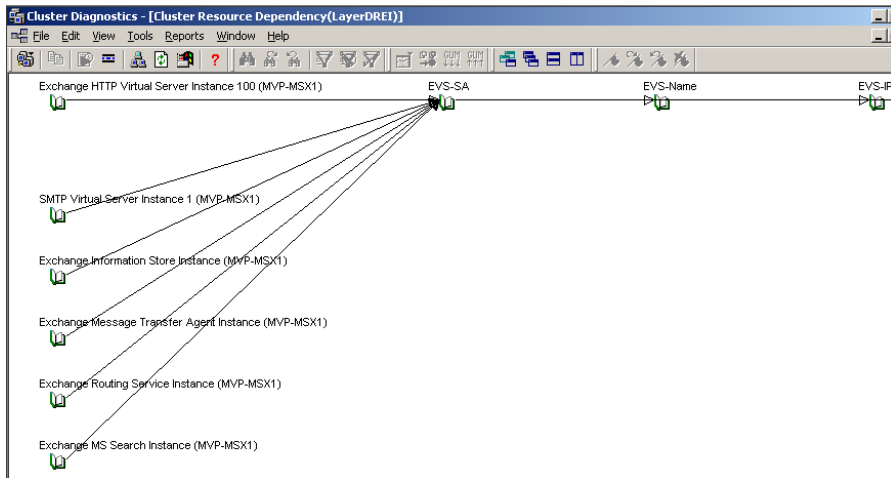 Cluster Diagnostics - [Cluster Resource Dependency(LayerDREI)]
File Edit View Tools Reports Window Help
GUM GUM
Exchange HTTP Virtual Server Instance 100 (MVP-MSX1) EVS-SA EVS-Name EVS-IP
SMTP Virtual Server Instance 1 (MVP-MSX1)
Exchange Information Store Instance (MVP-MSX1)
Exchange Message Transfer Agent Instance (MVP-MSX1)
Exchange Routing Service Instance (MVP-MSX1)
Exchange MS Search Instance (MVP-MSX1)